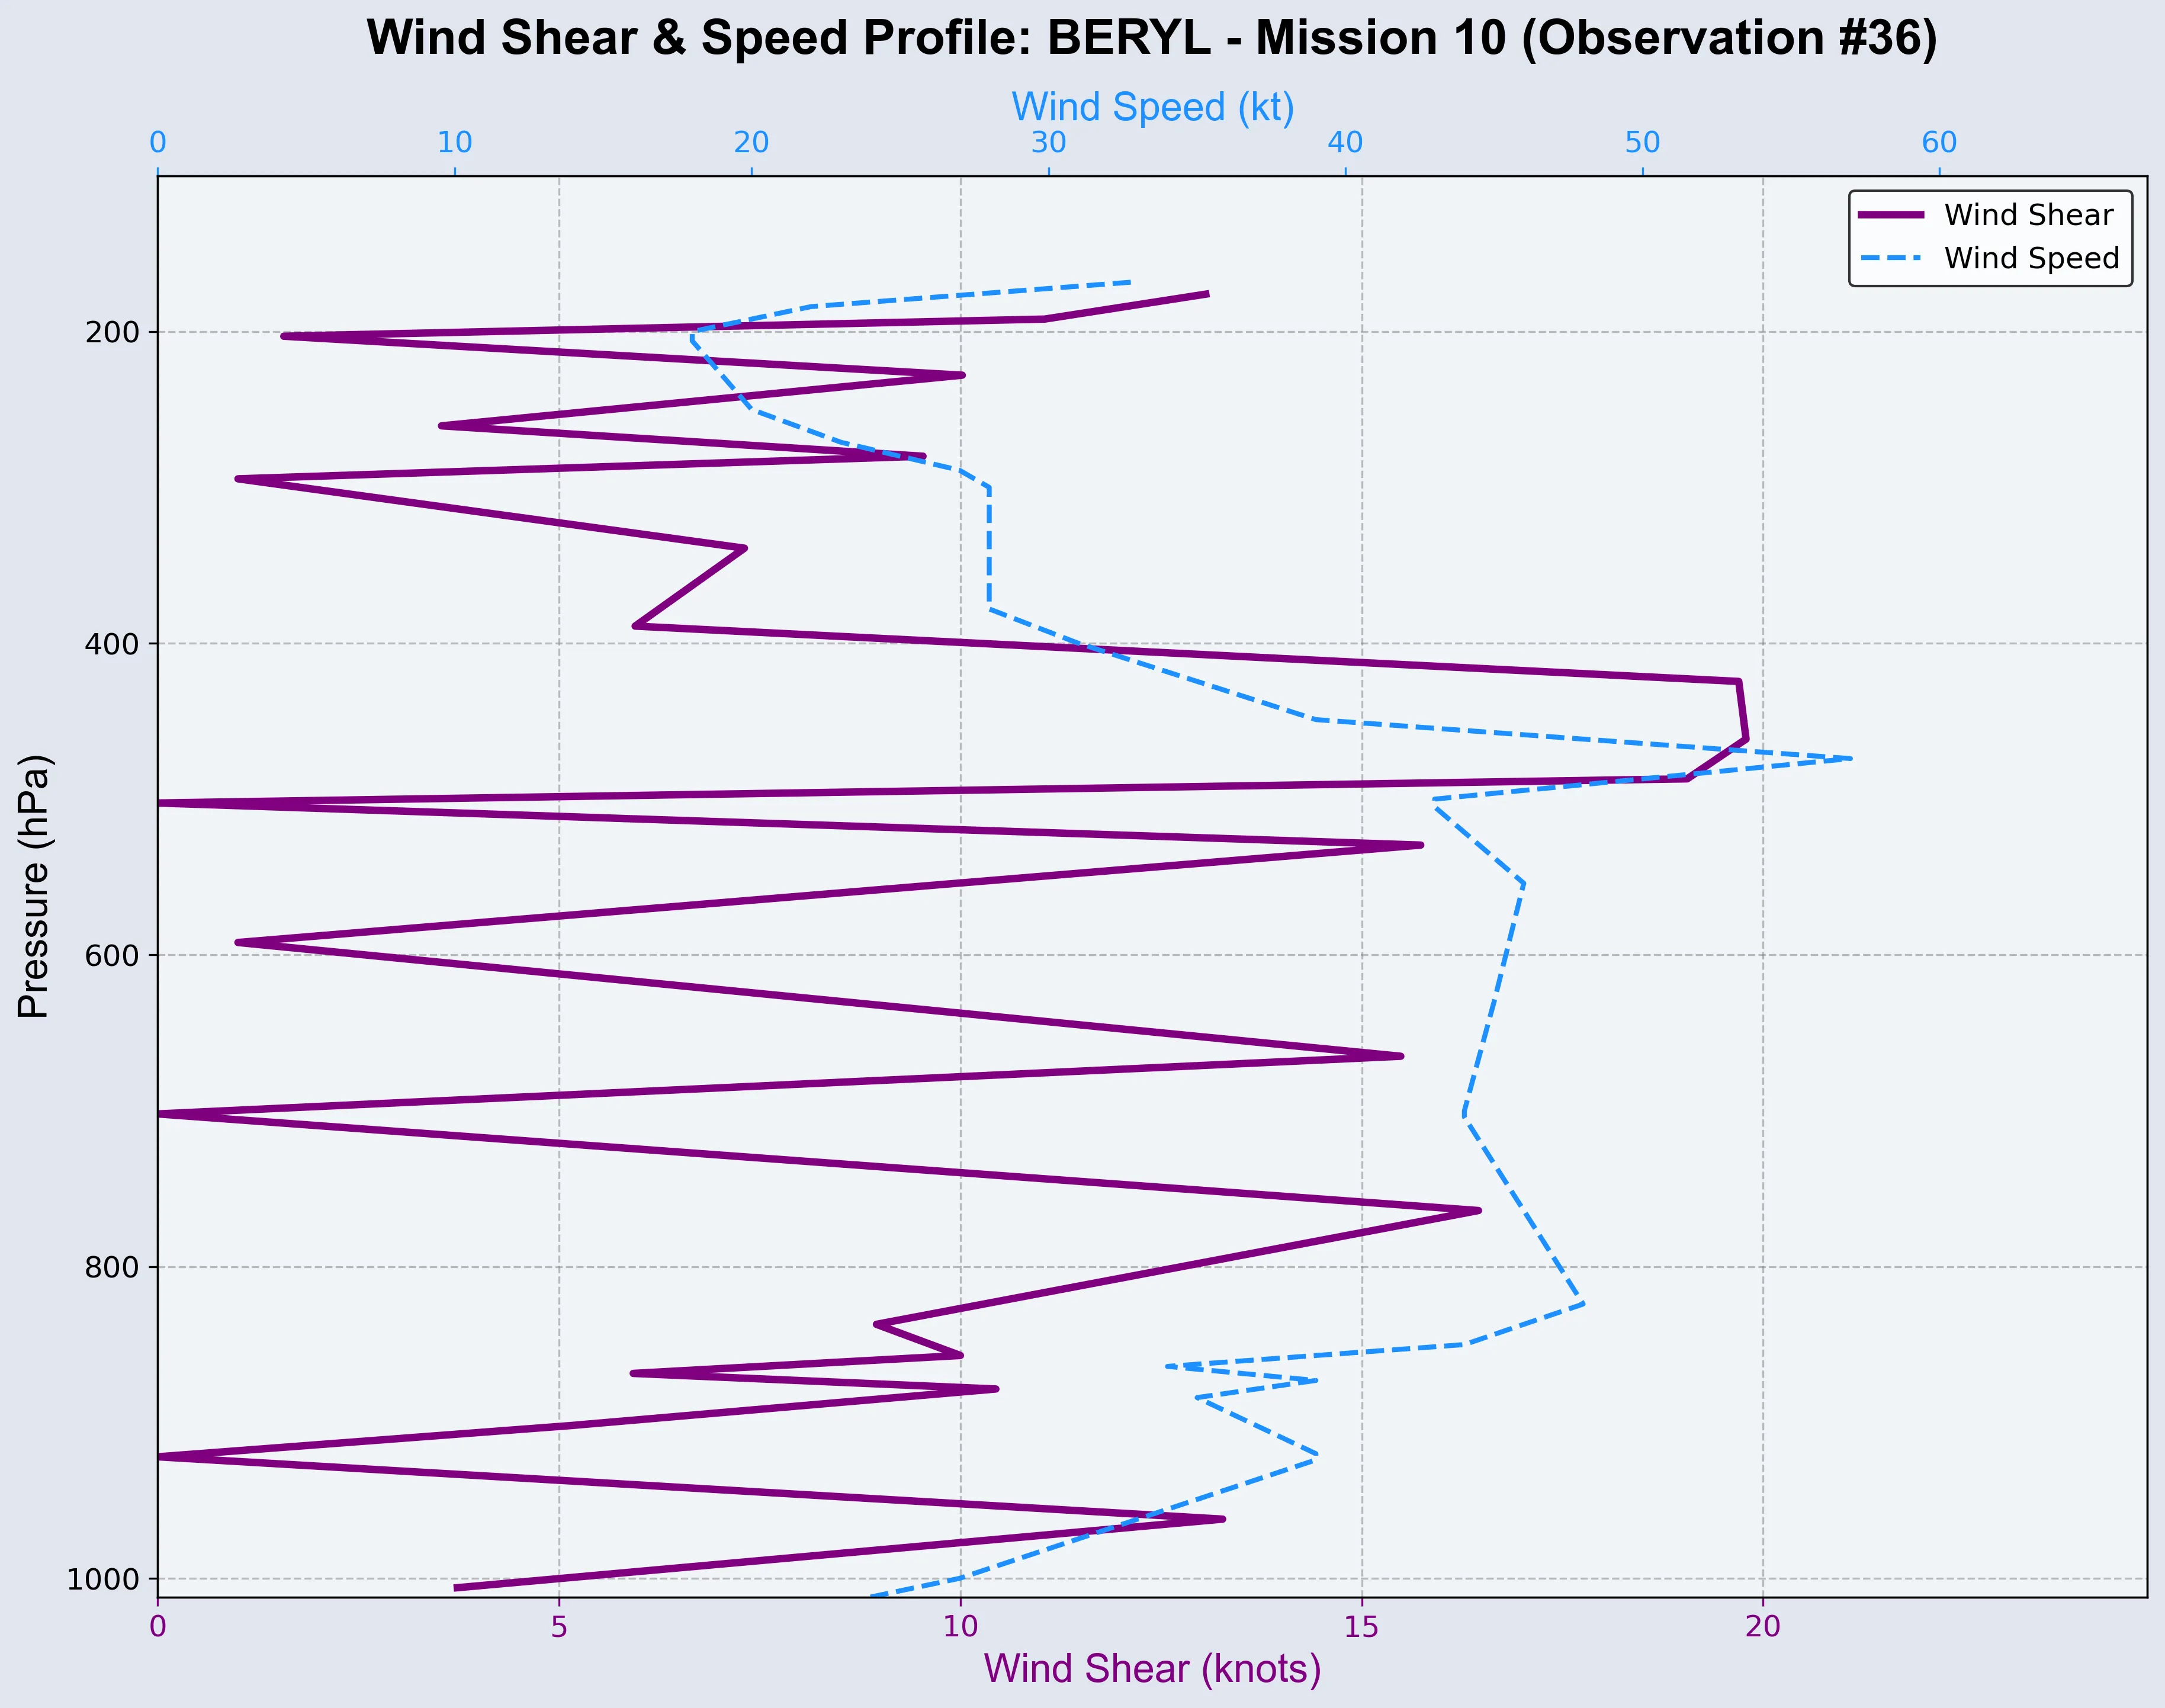 Wind Shear & Speed Profile: BERYL - Mission 10 (Observation #36)
Wind Speed (kt)
0 10 20 30 40 50 60
Wind Shear
Wind Speed
Pressure (hPa)
200
400
600
800
1000
0 5 10 15 20
Wind Shear (knots)